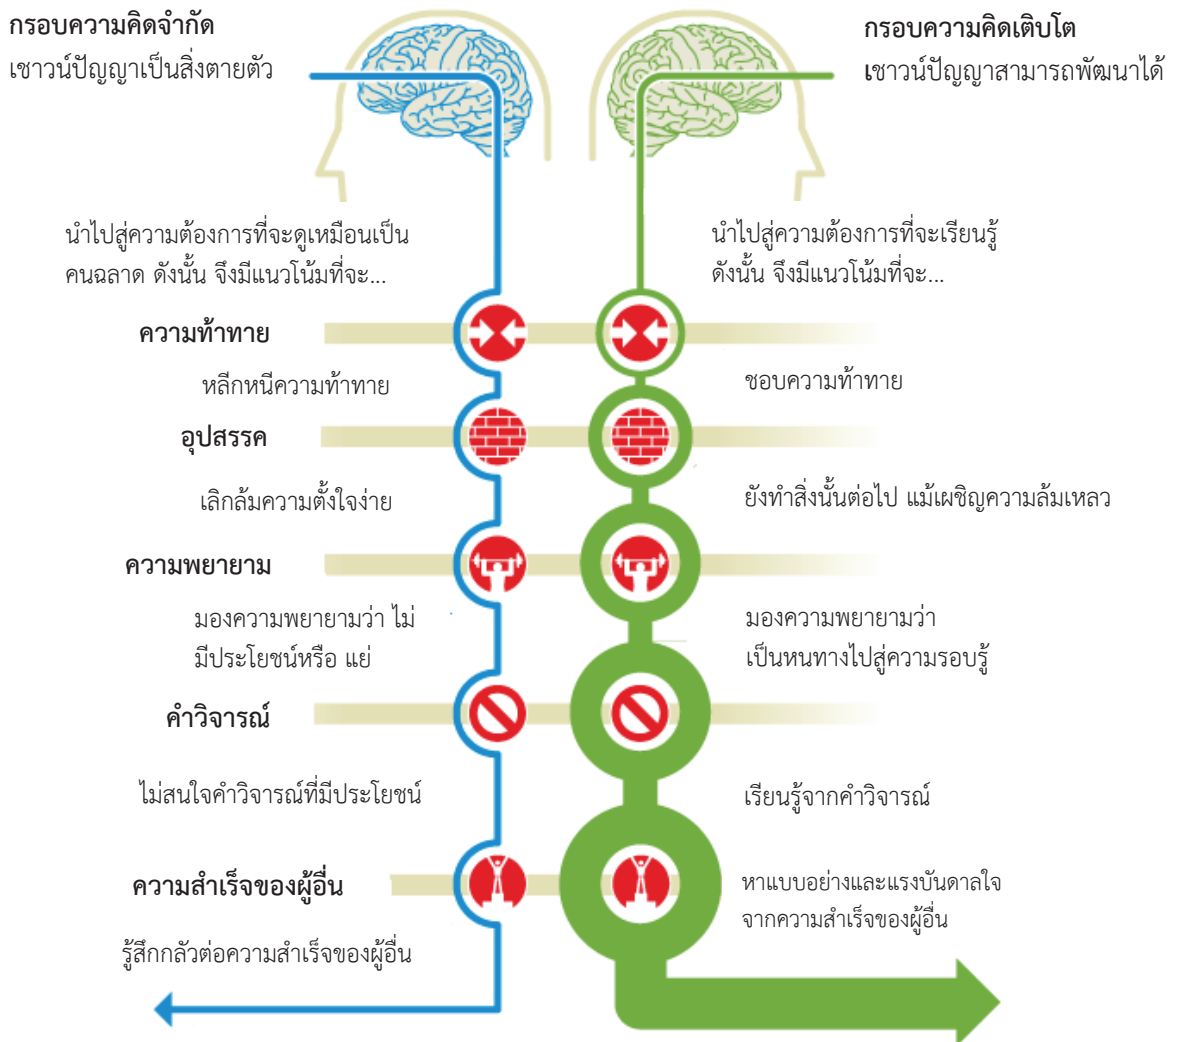 กรอบความคิดจำกัด
เชาวน์ปัญญาเป็นสิ่งตายตัว
กรอบความคิดเติบโต
เชาวน์ปัญญาสามารถพัฒนาได้
นำไปสู่ความต้องการที่จะดูเหมือนเป็น
คนฉลาด ดังนั้น จึงมีแนวโน้มที่จะ...
นำไปสู่ความต้องการที่จะเรียนรู้
ดังนั้น จึงมีแนวโน้มที่จะ...
ความท้าทาย
หลีกหนีความท้าทาย
ชอบความท้าทาย
อุปสรรค
เลิกล้มความตั้งใจง่าย
ยังทำสิ่งนั้นต่อไป แม้เผชิญความล้มเหลว
ความพยายาม
มองความพยายามว่า ไม่
มีประโยชน์หรือ แย่
มองความพยายามว่า
เป็นหนทางไปสู่ความรอบรู้
คำวิจารณ์
ไม่สนใจคำวิจารณ์ที่มีประโยชน์
เรียนรู้จากคำวิจารณ์
ความสำเร็จของผู้อื่น
รู้สึกกลัวต่อความสำเร็จของผู้อื่น
หาแบบอย่างและแรงบันดาลใจ
จากความสำเร็จของผู้อื่น